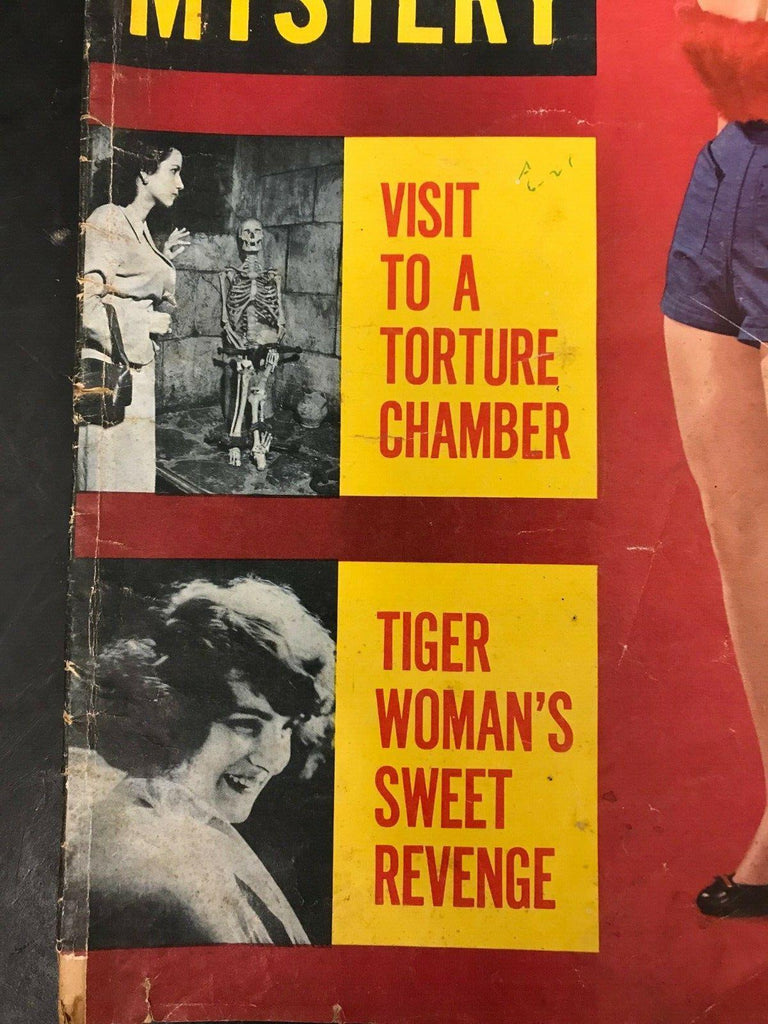 MYSTERY
VISIT
TO A
TORTURE
CHAMBER
TIGER
WOMAN'S
SWEET
REVENGE